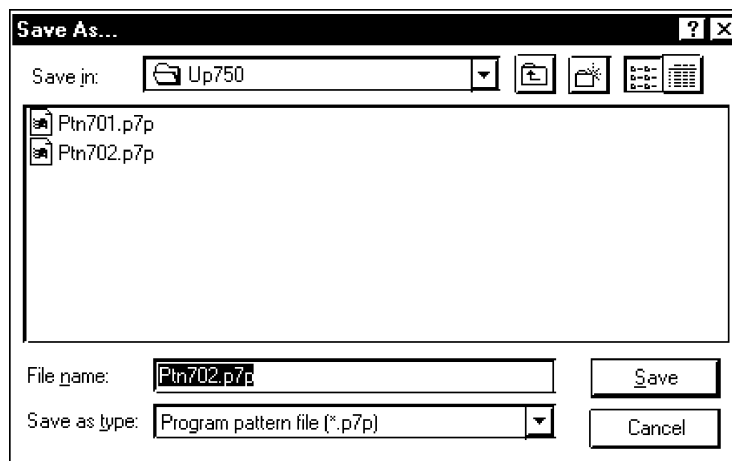 Save As...
Save in: Up750
Ptn701.p7p
Ptn702.p7p
File name: Ptn702.p7p Save
Save as type: Program pattern file (*.p7p) Cancel